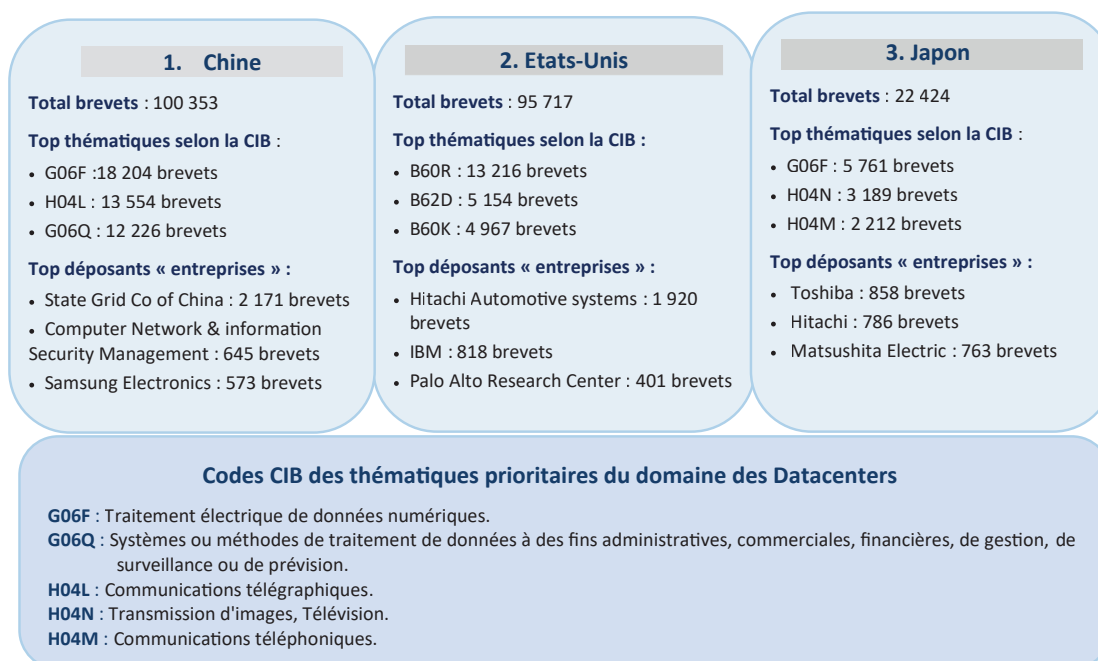 1. Chine
Total brevets : 100 353
Top thématiques selon la CIB :
• G06F :18 204 brevets
• H04L : 13 554 brevets
• G06Q : 12 226 brevets
Top déposants « entreprises » :
• State Grid Co of China : 2 171 brevets
• Computer Network & information
Security Management : 645 brevets
• Samsung Electronics : 573 brevets
2. Etats-Unis
Total brevets : 95 717
Top thématiques selon la CIB :
• B60R : 13 216 brevets
• B62D : 5 154 brevets
• B60K : 4 967 brevets
Top déposants « entreprises » :
• Hitachi Automotive systems : 1 920
brevets
• IBM : 818 brevets
• Palo Alto Research Center : 401 brevets
3. Japon
Total brevets : 22 424
Top thématiques selon la CIB :
• G06F : 5 761 brevets
• H04N : 3 189 brevets
• H04M : 2 212 brevets
Top déposants « entreprises » :
• Toshiba : 858 brevets
• Hitachi : 786 brevets
• Matsushita Electric : 763 brevets
Codes CIB des thématiques prioritaires du domaine des Datacenters
G06F : Traitement électrique de données numériques.
G06Q : Systèmes ou méthodes de traitement de données à des fins administratives, commerciales, financières, de gestion, de
surveillance ou de prévision.
H04L : Communications télégraphiques.
H04N : Transmission d'images, Télévision.
H04M : Communications téléphoniques.